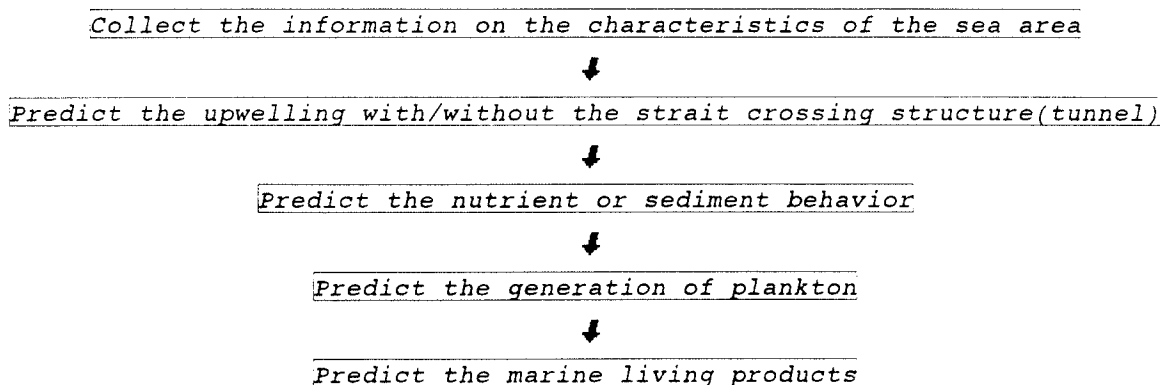 Collect the information on the characteristics of the sea area
Predict the upwelling with/without the strait crossing structure(tunnel)
Predict the nutrient or sediment behavior
Predict the generation of plankton
Predict the marine living products